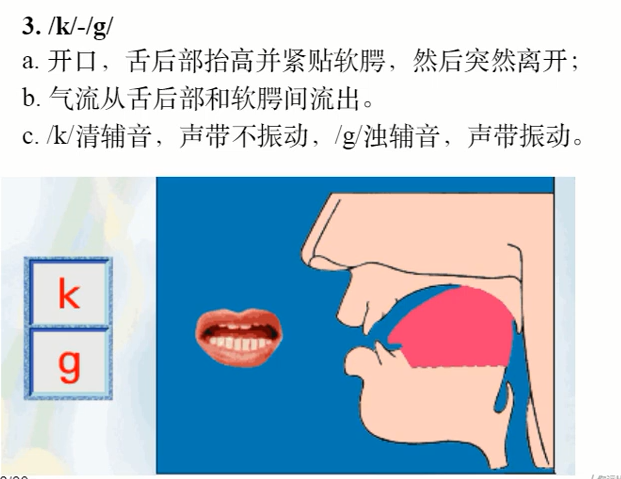 3. /k/-/g/
a. 开口，舌后部抬高并紧贴软腭，然后突然离开；
b. 气流从舌后部和软腭间流出。
c. /k/清辅音，声带不振动，/g/浊辅音，声带振动。
k
g